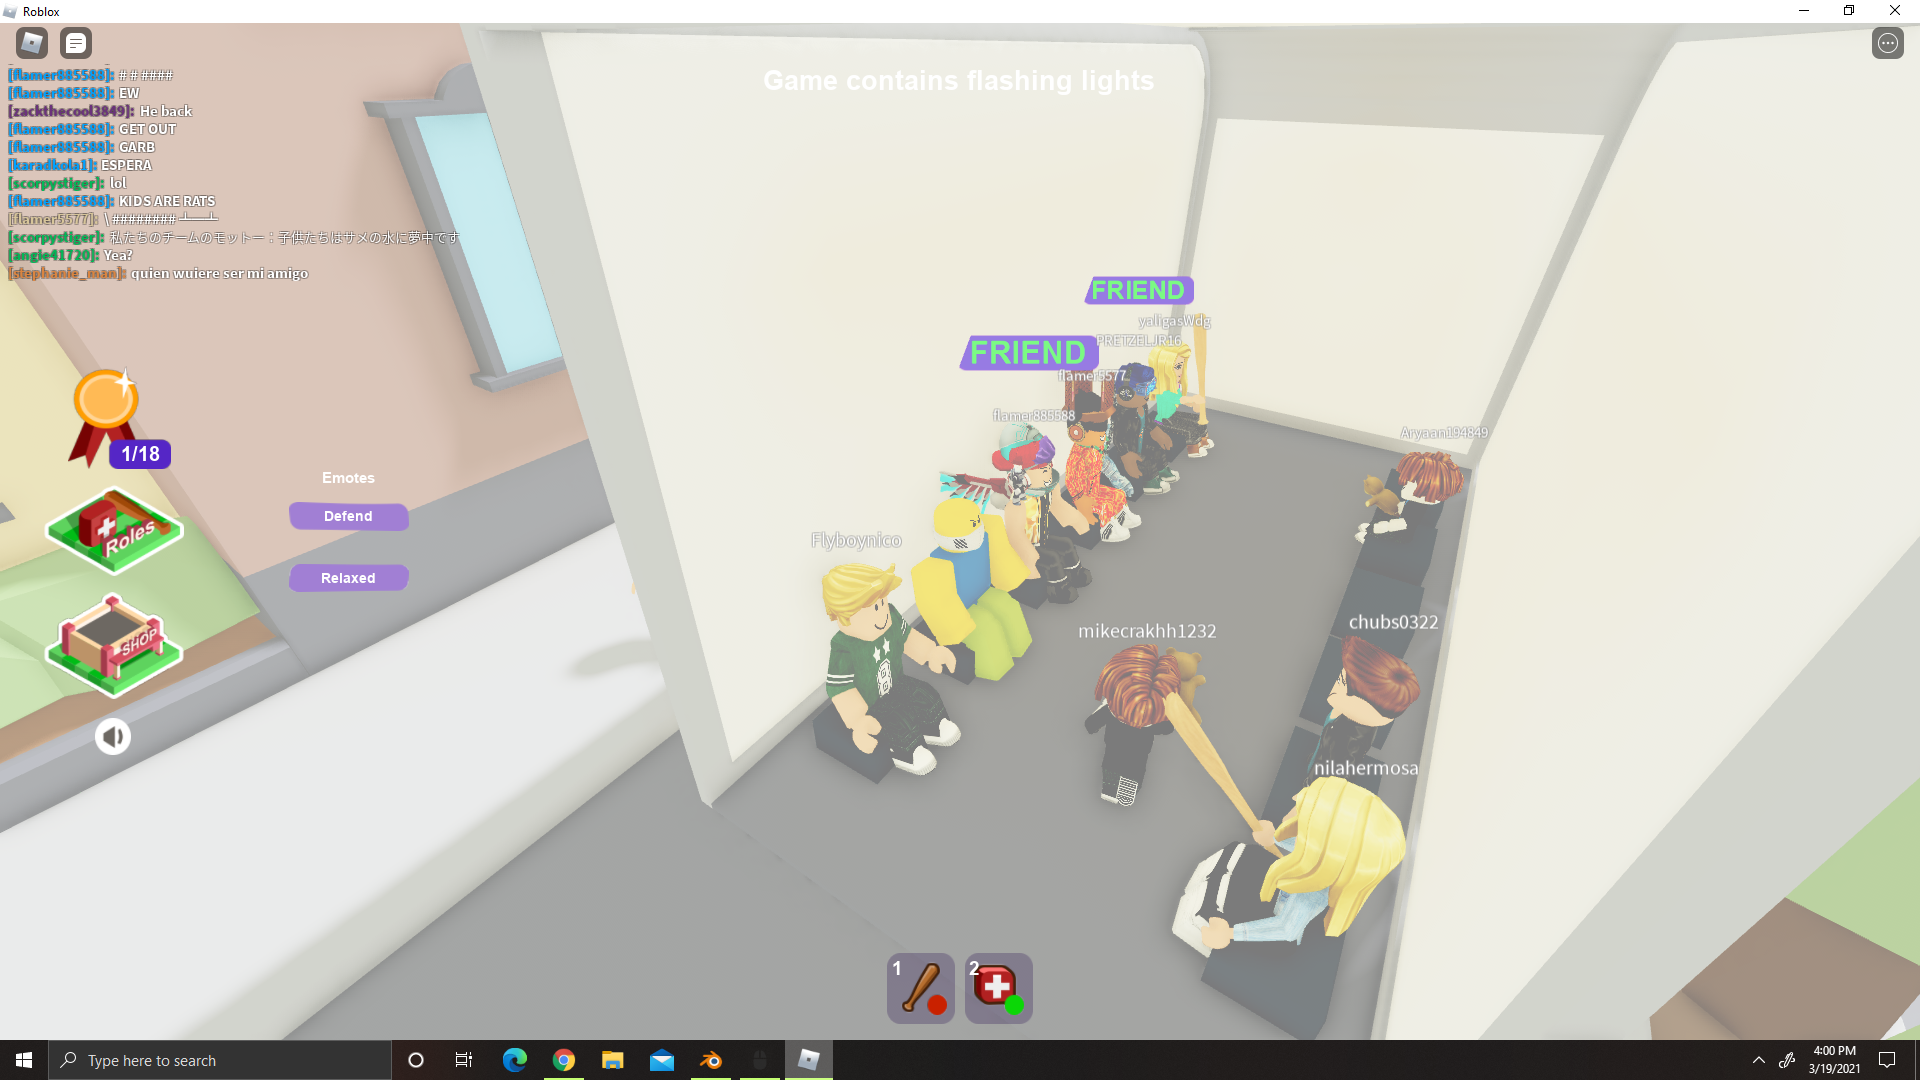 Roblox
[flamer885588]: # # ####
[flamer885588]: EW
[zackthecool3849]: He back
[flamer885588]: GET OUT
[flamer885588]: GARB
[karadkola1]: ESPERA
[scorpystiger]: lol
[flamer885588]: KIDS ARE RATS
[flamer5577]: \ ######## ┴──┴
[scorpystiger]: 私たちのチームのモットー：子供たちはサメの水に夢中です
[angie41720]: Yea?
[stephanie_man]: quien wuiere ser mi amigo
Game contains flashing lights
FRIEND
yaligasWdg
PRETZELJR16
FRIEND
flamer5577
flamer885588
Aryaan194849
Flyboynico
mikecrakhh1232
chubs0322
nilahermosa
1/18
Emotes
Defend
Relaxed
Roles
SHOP
1
2
Type here to search
4:00 PM
3/19/2021